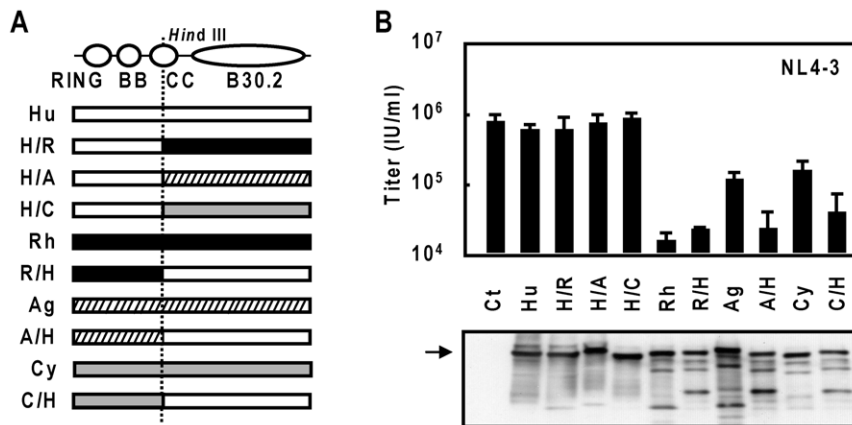 A
Hind III
RING BB CC B30.2
Hu
H/R
H/A
H/C
Rh
R/H
Ag
A/H
Cy
C/H
B
NL4-3
Titer (IU/ml)
10^7
10^6
10^5
10^4
Ct Hu H/R H/A H/C Rh R/H Ag A/H Cy C/H